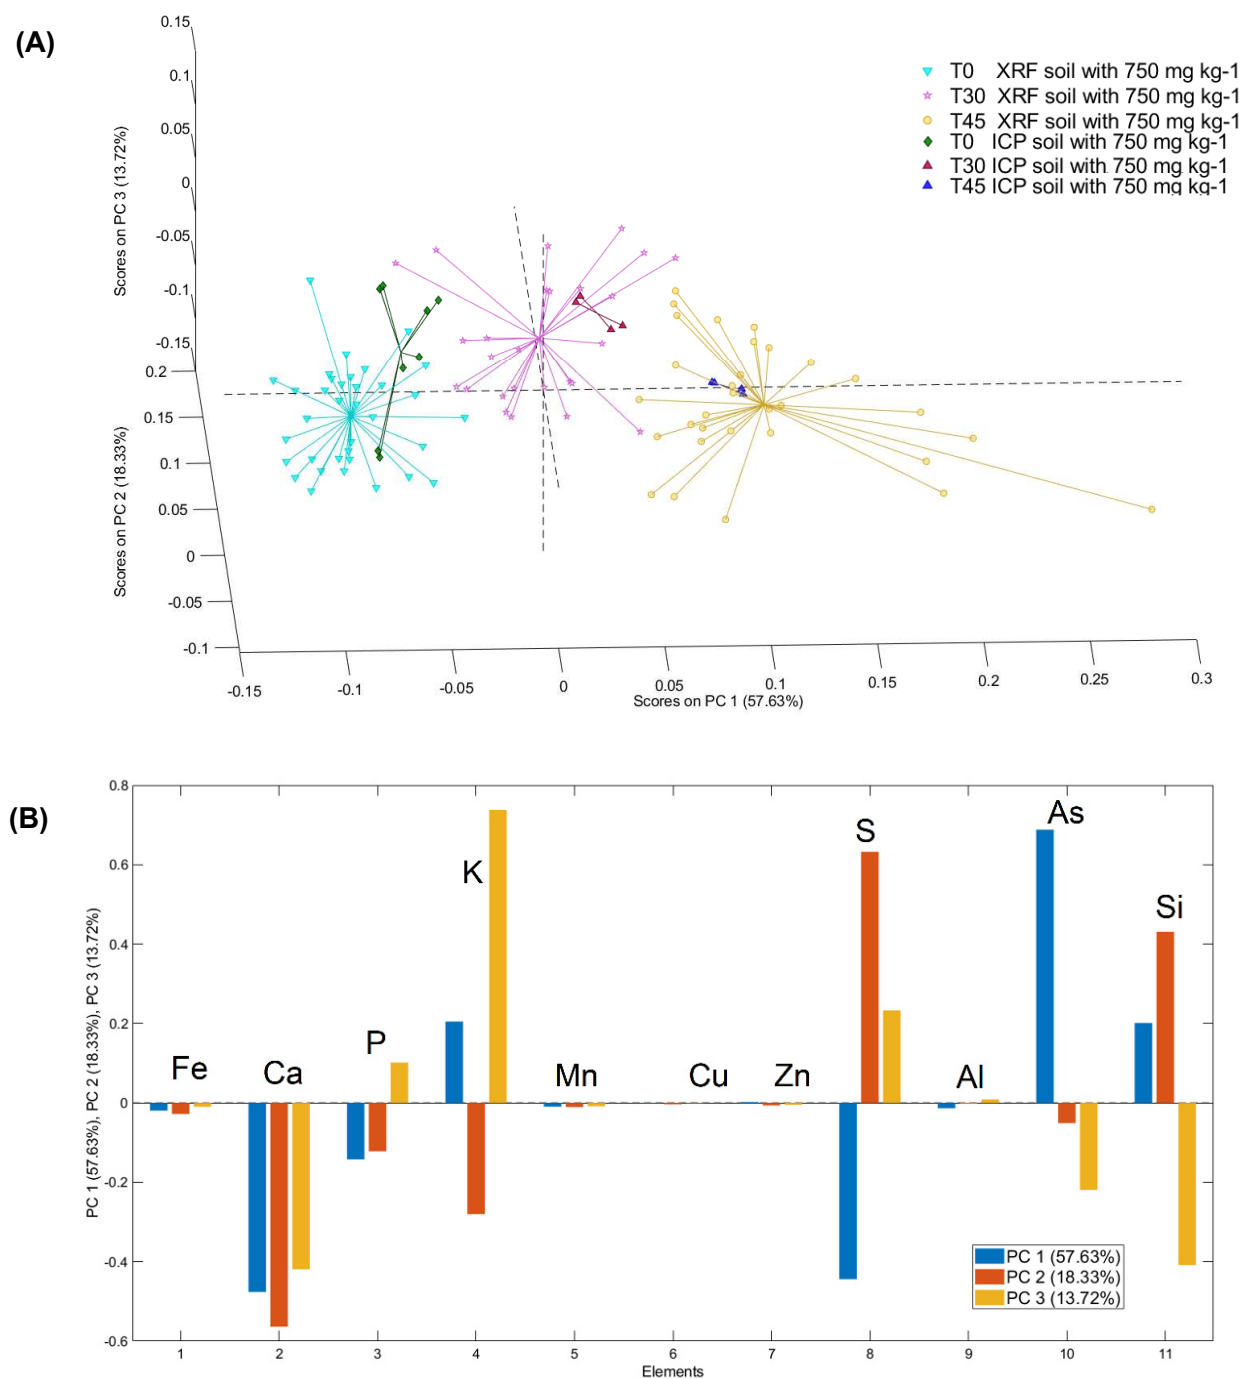 (A)
0.15
0.1
0.05
0
-0.05
-0.1
-0.15
Scores on PC 3 (13.72%)
0.2
0.15
0.1
0.05
0
-0.05
-0.1
Scores on PC 2 (18.33%)
-0.15 -0.1 -0.05 0 0.05 0.1 0.15 0.2 0.25 0.3
Scores on PC 1 (57.63%)
T0 XRF soil with 750 mg kg-1
T30 XRF soil with 750 mg kg-1
T45 XRF soil with 750 mg kg-1
T0 ICP soil with 750 mg kg-1
T30 ICP soil with 750 mg kg-1
T45 ICP soil with 750 mg kg-1
(B)
PC 1 (57.63%), PC 2 (18.33%), PC 3 (13.72%)
0.8
0.6
0.4
0.2
0
-0.2
-0.4
-0.6
Fe Ca P K Mn Cu Zn S Al As Si
PC 1 (57.63%)
PC 2 (18.33%)
PC 3 (13.72%)
1 2 3 4 5 6 7 8 9 10 11
Elements